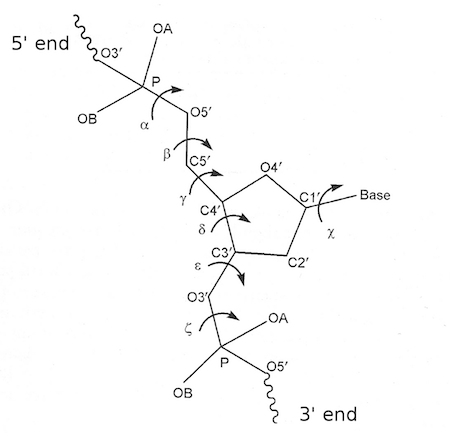 OA
5' end
O3′
P
OB
O5′
α
β
C5′
O4′
γ
C1′
Base
C4′
δ
χ
C3′
C2′
ε
O3′
ζ
OA
P
O5′
OB
3' end